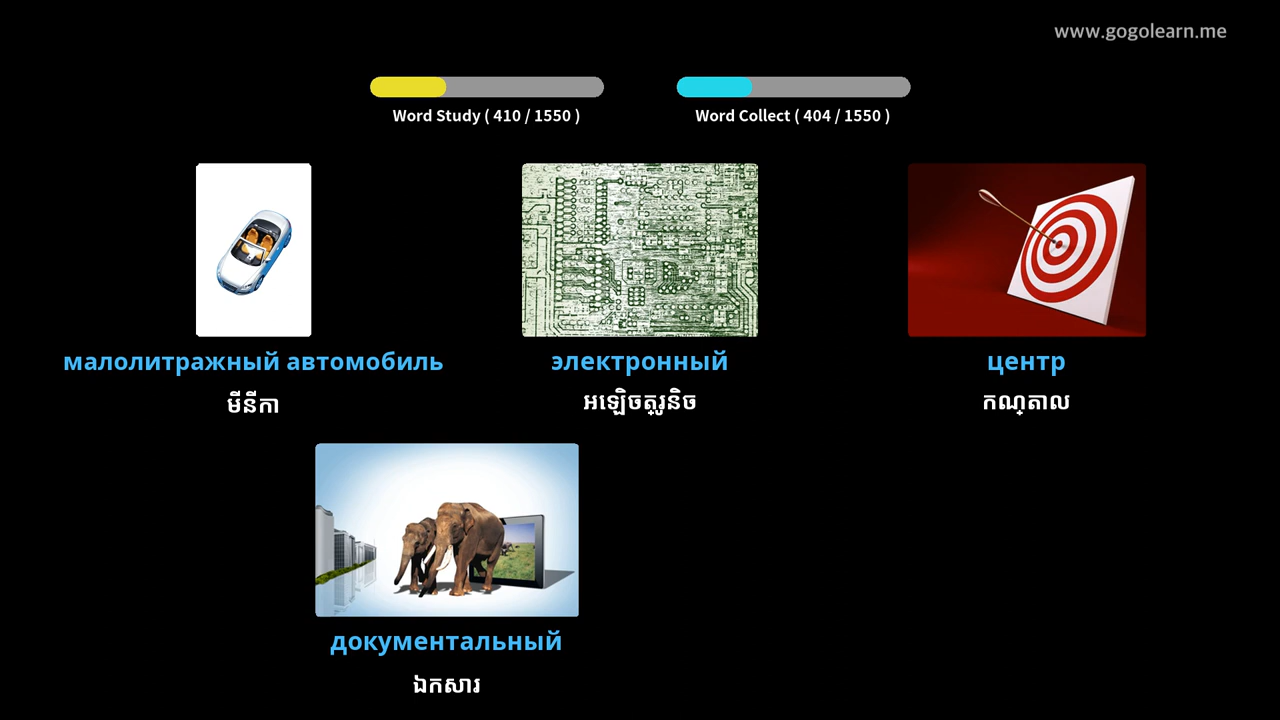 www.gogolearn.me
Word Study ( 410 / 1550 )
Word Collect ( 404 / 1550 )
малолитражный автомобиль
электронный
центр
មីនីកា
អេឡិចត្រូនិច
កណ្តាល
документальный
ឯកសារ